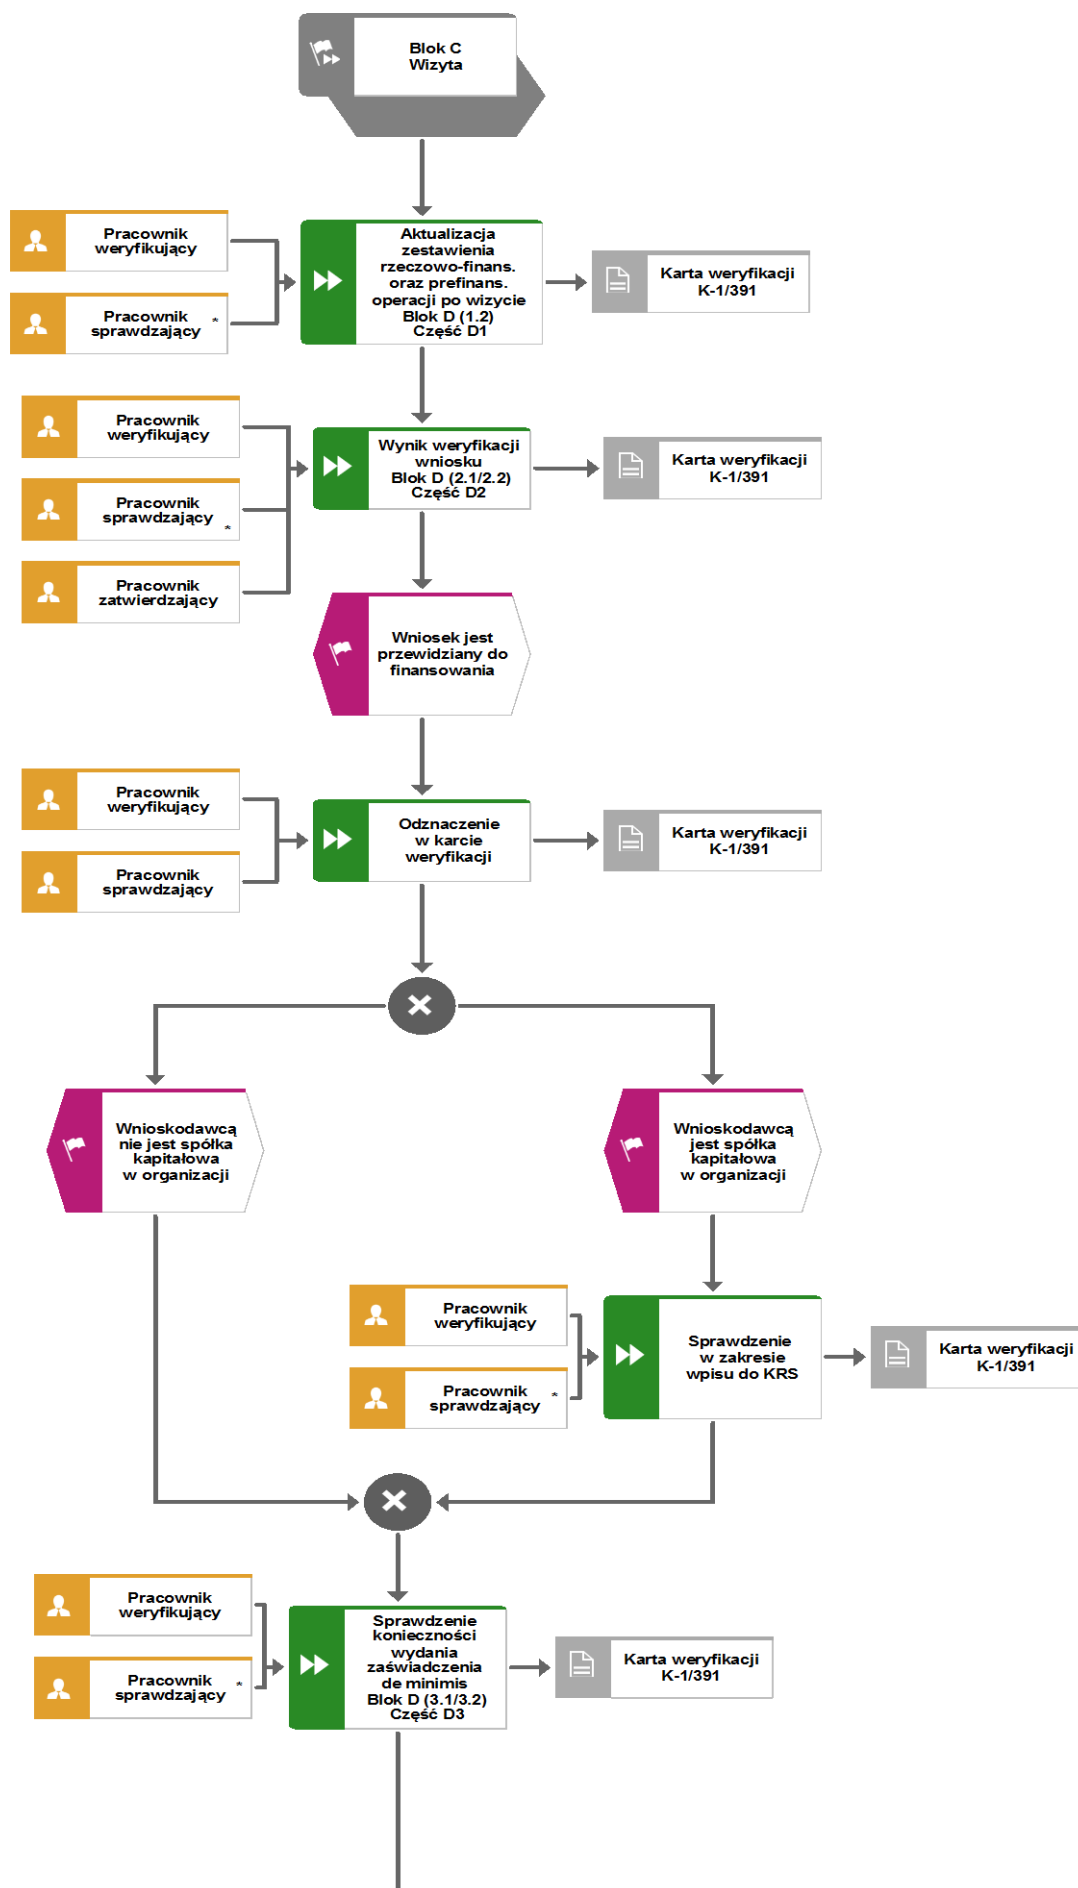 Blok C
Wizyta
Pracownik
weryfikujący
Pracownik
sprawdzający *
Aktualizacja
zestawienia
rzeczowo-finans.
oraz prefinans.
operacji po wizycie
Blok D (1.2)
Część D1
Karta weryfikacji
K-1/391
Pracownik
weryfikujący
Pracownik
sprawdzający *
Pracownik
zatwierdzający
Wynik weryfikacji
wniosku
Blok D (2.1/2.2)
Część D2
Karta weryfikacji
K-1/391
Wniosek jest
przewidziany do
finansowania
Pracownik
weryfikujący
Pracownik
sprawdzający
Odznaczenie
w karcie
weryfikacji
Karta weryfikacji
K-1/391
Wnioskodawcą
nie jest spółka
kapitałowa
w organizacji
Wnioskodawcą
jest spółka
kapitałowa
w organizacji
Pracownik
weryfikujący
Pracownik
sprawdzający *
Sprawdzenie
w zakresie
wpisu do KRS
Karta weryfikacji
K-1/391
Pracownik
weryfikujący
Pracownik
sprawdzający *
Sprawdzenie
konieczności
wydania
zaświadczenia
de minimis
Blok D (3.1/3.2)
Część D3
Karta weryfikacji
K-1/391